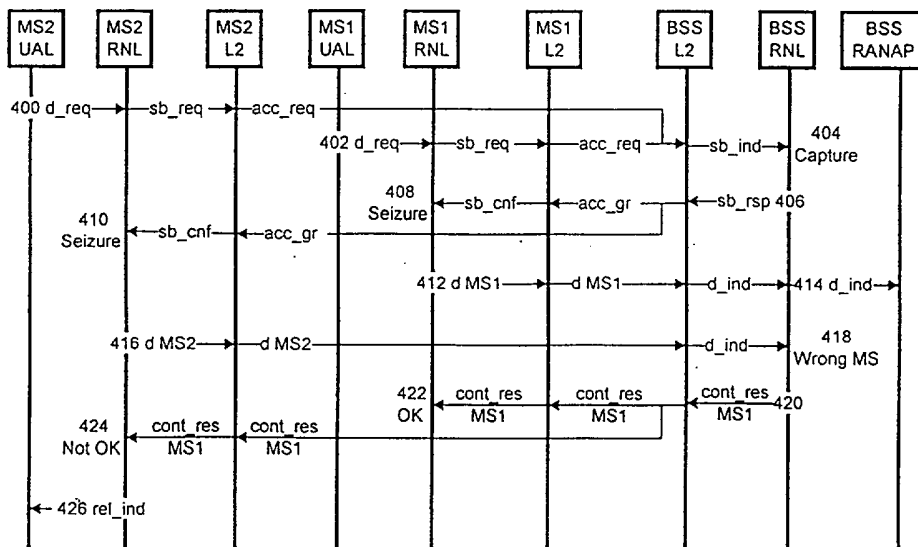 MS2 UAL
MS2 RNL
MS2 L2
MS1 UAL
MS1 RNL
MS1 L2
BSS L2
BSS RNL
BSS RANAP
400 d_req
sb_req
acc_req
402 d_req
sb_req
acc_req
sb_ind
404
Capture
408
Seizure
sb_cnf
acc_gr
sb_rsp 406
410
Seizure
sb_cnf
acc_gr
412 d MS1
d MS1
d_ind
414 d_ind
416 d MS2
d MS2
d_ind
418
Wrong MS
422
OK
cont_res
MS1
cont_res
MS1
cont_res
MS1
420
424
Not OK
cont_res
MS1
cont_res
MS1
426 rel_ind